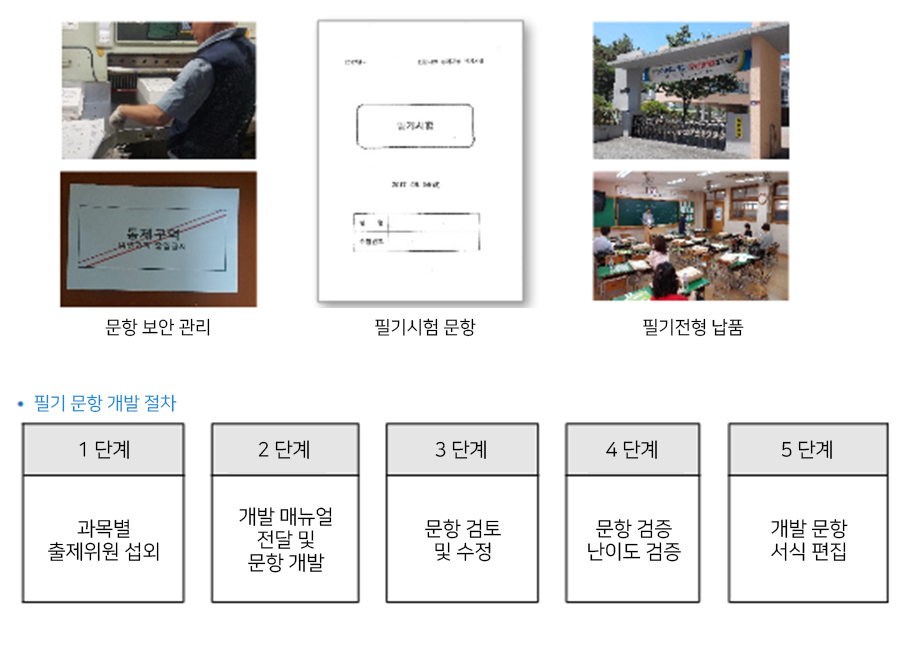 필기시험
통제구역
문항 보안 관리
필기시험 문항
필기전형 납품
• 필기 문항 개발 절차
1 단계
2 단계
3 단계
4 단계
5 단계
과목별
출제위원 섭외
개발 매뉴얼
전달 및
문항 개발
문항 검토
및 수정
문항 검증
난이도 검증
개발 문항
서식 편집